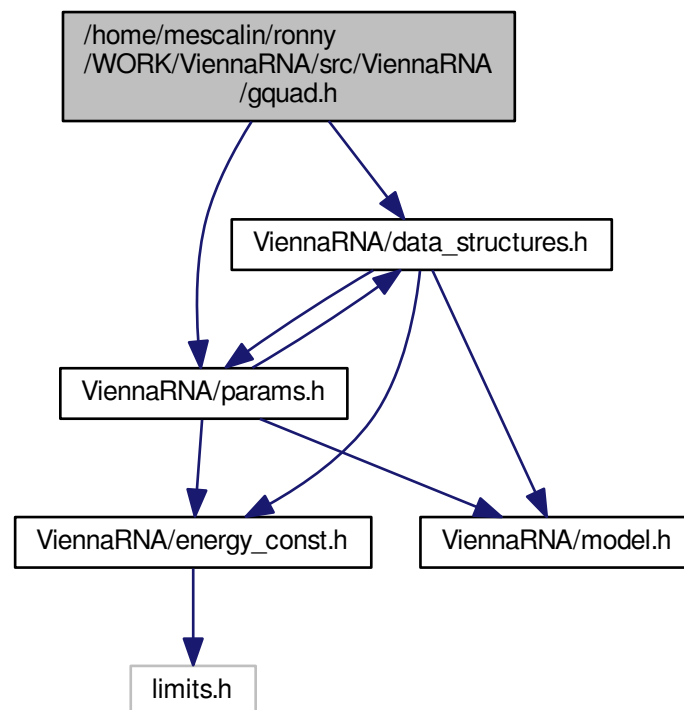 /home/mescalin/ronny
/WORK/ViennaRNA/src/ViennaRNA
/gquad.h
ViennaRNA/data_structures.h
ViennaRNA/params.h
ViennaRNA/energy_const.h
ViennaRNA/model.h
limits.h